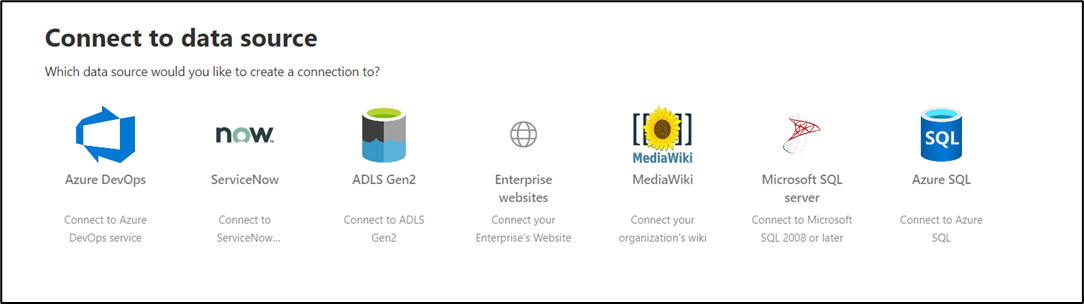 Connect to data source
Which data source would you like to create a connection to?
now
MediaWiki
SQL
Azure DevOps
ServiceNow
ADLS Gen2
Enterprise
websites
MediaWiki
Microsoft SQL
server
Azure SQL
Connect to Azure
DevOps service
Connect to
ServiceNow...
Connect to ADLS
Gen2
Connect your
Enterprise's Website
Connect your
organization's wiki
Connect to Microsoft
SQL 2008 or later
Connect to Azure
SQL